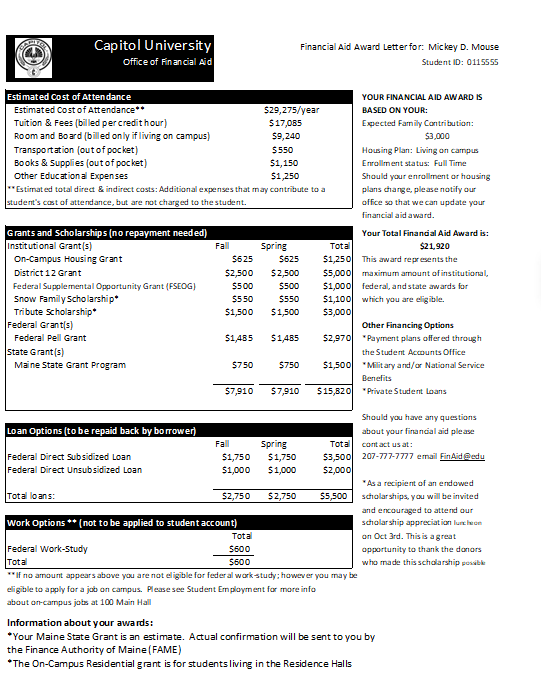 Capitol University
Office of Financial Aid
Financial Aid Award Letter for: Mickey D. Mouse
Student ID: 0115555
Estimated Cost of Attendance
Estimated Cost of Attendance** $29,275/year
Tuition & Fees (billed per credit hour) $17,085
Room and Board (billed only if living on campus) $9,240
Transportation (out of pocket) $550
Books & Supplies (out of pocket) $1,150
Other Educational Expenses $1,250
**Estimated total direct & indirect costs: Additional expenses that may contribute to a
student's cost of attendance, but are not charged to the student.
Grants and Scholarships (no repayment needed)
Institutional Grant(s) Fall Spring Total
On-Campus Housing Grant $625 $625 $1,250
District 12 Grant $2,500 $2,500 $5,000
Federal Supplemental Opportunity Grant (FSEOG) $500 $500 $1,000
Snow Family Scholarship* $550 $550 $1,100
Tribute Scholarship* $1,500 $1,500 $3,000
Federal Grant(s)
Federal Pell Grant $1,485 $1,485 $2,970
State Grant(s)
Maine State Grant Program $750 $750 $1,500
$7,910 $7,910 $15,820
Loan Options (to be repaid back by borrower)
Fall Spring Total
Federal Direct Subsidized Loan $1,750 $1,750 $3,500
Federal Direct Unsubsidized Loan $1,000 $1,000 $2,000
Total loans: $2,750 $2,750 $5,500
Work Options ** (not to be applied to student account)
Total
Federal Work-Study $600
Total $600
**If no amount appears above you are not eligible for federal work-study; however you may be
eligible to apply for a job on campus. Please see Student Employment for more info
about on-campus jobs at 100 Main Hall
Information about your awards:
*Your Maine State Grant is an estimate. Actual confirmation will be sent to you by
the Finance Authority of Maine (FAME)
*The On-Campus Residential grant is for students living in the Residence Halls
YOUR FINANCIAL AID AWARD IS
BASED ON YOUR:
Expected Family Contribution:
$3,000
Housing Plan: Living on campus
Enrollment status: Full Time
Should your enrollment or housing
plans change, please notify our
office so that we can update your
financial aid award.
Your Total Financial Aid Award is:
$21,920
This award represents the
maximum amount of institutional,
federal, and state awards for
which you are eligible.
Other Financing Options
*Payment plans offered through
the Student Accounts Office
*Military and/or National Service
Benefits
*Private Student Loans
Should you have any questions
about your financial aid please
contact us at:
207-777-7777 email FinAid@edu
*As a recipient of an endowed
scholarships, you will be invited
and encouraged to attend our
scholarship appreciation luncheon
on Oct 3rd. This is a great
opportunity to thank the donors
who made this scholarship possible